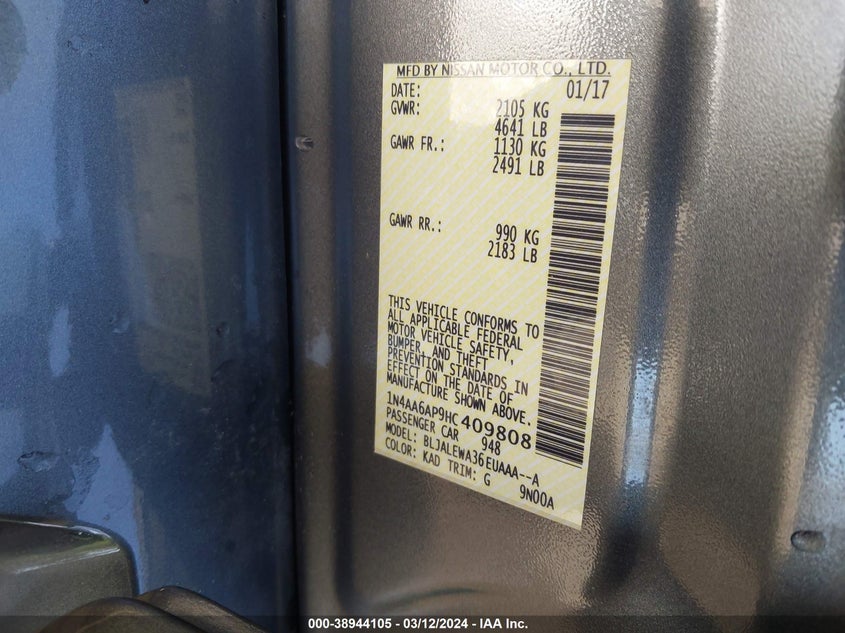 MFD BY NISSAN MOTOR CO., LTD.
DATE: 01/17
GVWR: 2105 KG
4641 LB
GAWR FR.: 1130 KG
2491 LB
GAWR RR.: 990 KG
2183 LB
THIS VEHICLE CONFORMS TO
ALL APPLICABLE FEDERAL
MOTOR VEHICLE SAFETY,
BUMPER, AND THEFT
PREVENTION STANDARDS IN
EFFECT ON THE DATE OF
MANUFACTURE SHOWN ABOVE.
1N4AA6AP9HC409808
PASSENGER CAR 948
MODEL: BLJALEWA36EUAAA--A
COLOR: KAD TRIM: G 9N00A
000-38944105 - 03/12/2024 - IAA Inc.